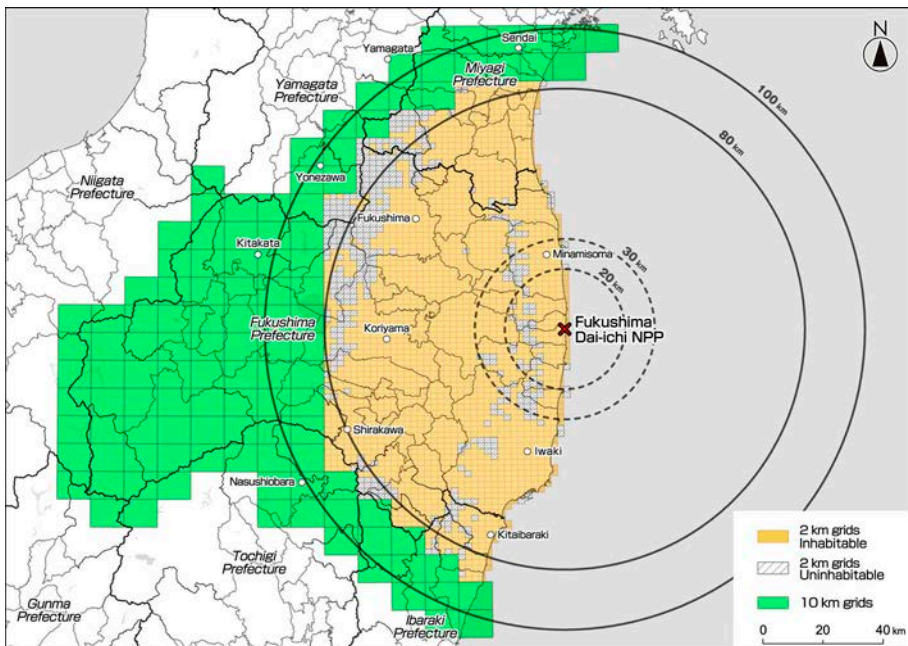 N
Sendai
Yamagata
Miyagi
Prefecture
Yamagata
Prefecture
100 km
80 km
Yonezawa
Niigata
Prefecture
Fukushima
Kitakata
Minamisoma
30 km
20 km
Fukushima
Prefecture
Koriyama
Fukushima
Dai-ichi NPP
Shirakawa
Iwaki
Nasushiobara
Kitaibaraki
Tochigi
Prefecture
Gunma
Prefecture
Ibaraki
Prefecture
2 km grids
Inhabitable
2 km grids
Uninhabitable
10 km grids
0 20 40 km